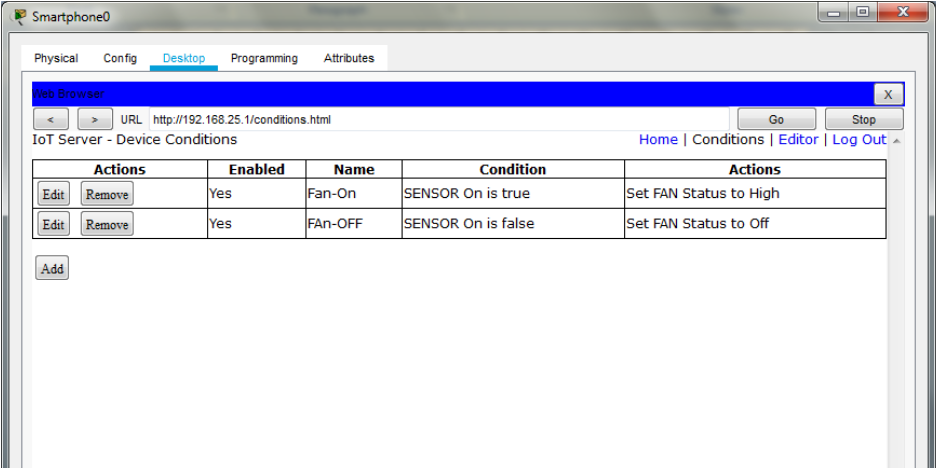 Smartphone0
X
Physical Config Desktop Programming Attributes
Web Browser X
< > URL http://192.168.25.1/conditions.html Go Stop
IoT Server - Device Conditions Home | Conditions | Editor | Log Out
Actions Enabled Name Condition Actions
Edit Remove Yes Fan-On SENSOR On is true Set FAN Status to High
Edit Remove Yes FAn-OFF SENSOR On is false Set FAN Status to Off
Add